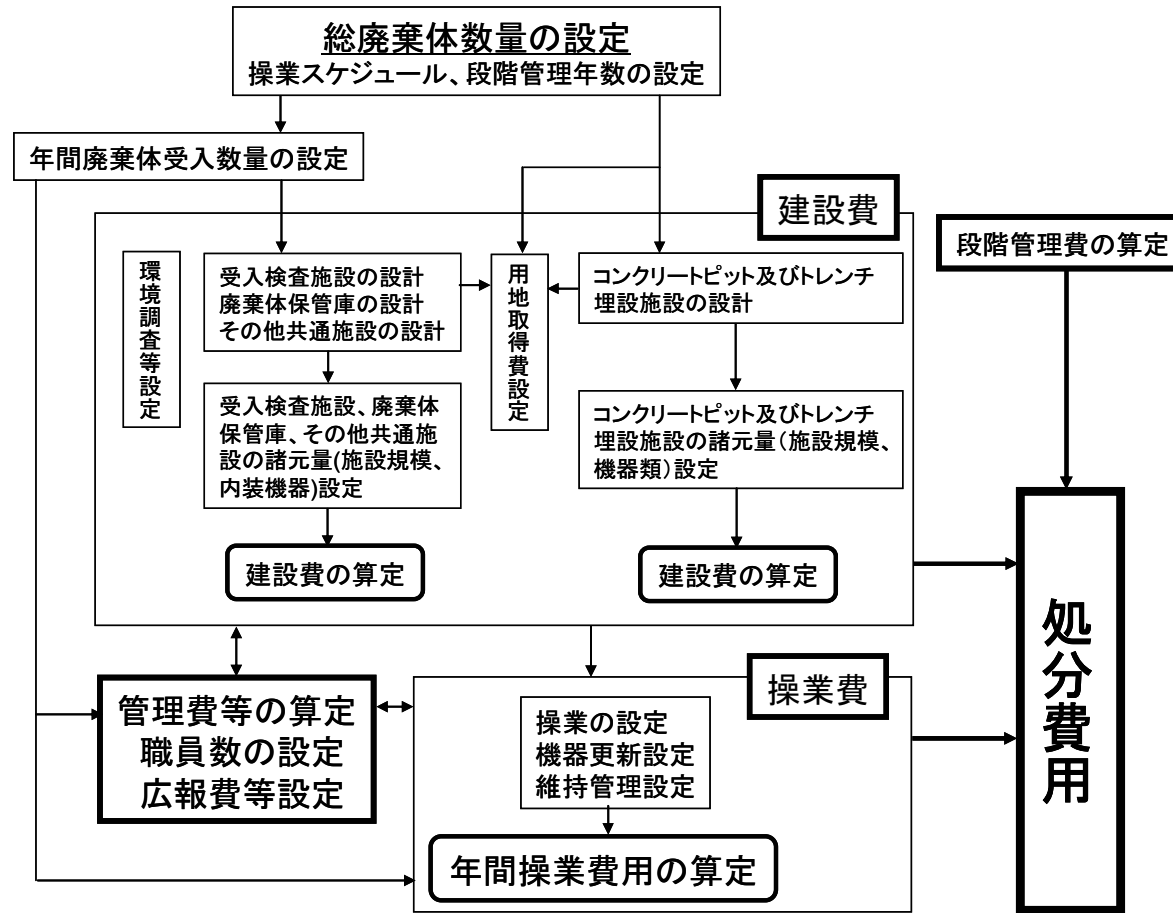 総廃棄体数量の設定
操業スケジュール、段階管理年数の設定
年間廃棄体受入数量の設定
建設費
段階管理費の算定
環境調査等設定
受入検査施設の設計
廃棄体保管庫の設計
その他共通施設の設計
用地取得費設定
コンクリートピット及びトレンチ
埋設施設の設計
受入検査施設、廃棄体
保管庫、その他共通施
設の諸元量(施設規模、
内装機器)設定
コンクリートピット及びトレンチ
埋設施設の諸元量（施設規模、
機器類）設定
建設費の算定
建設費の算定
処分費用
管理費等の算定
職員数の設定
広報費等設定
操業費
操業の設定
機器更新設定
維持管理設定
年間操業費用の算定